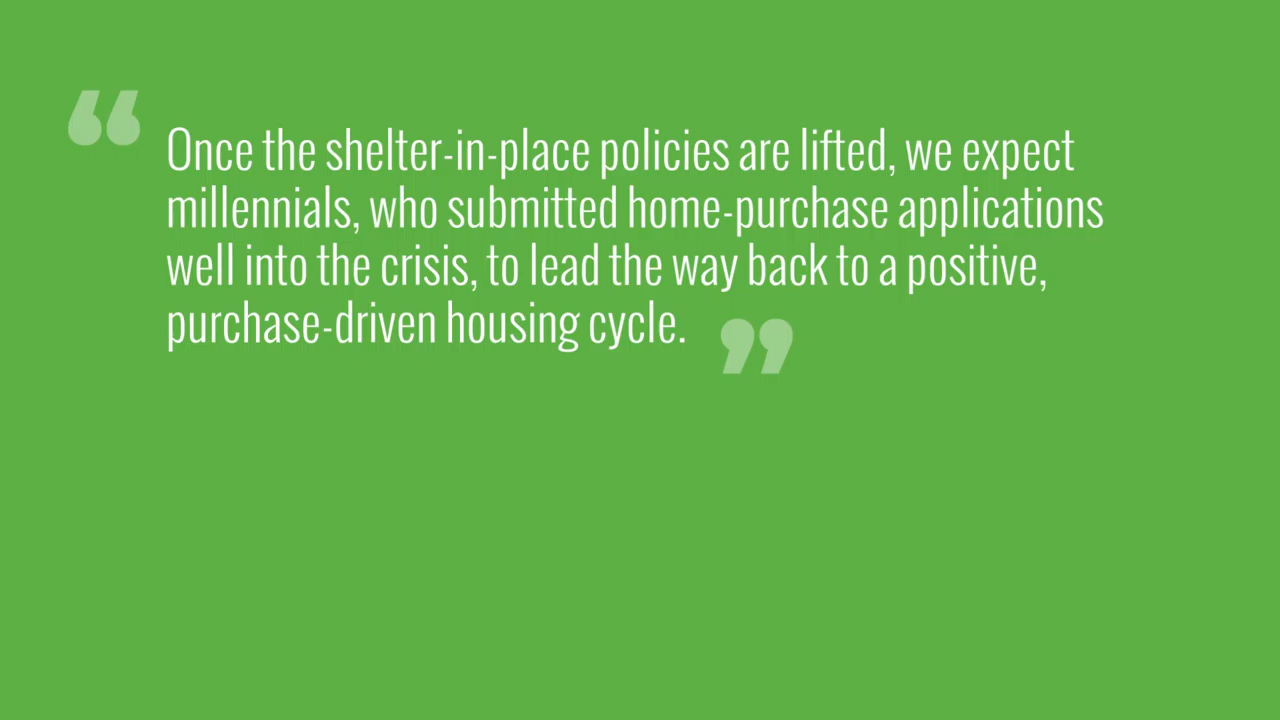 “Once the shelter-in-place policies are lifted, we expect
millennials, who submitted home-purchase applications
well into the crisis, to lead the way back to a positive,
purchase-driven housing cycle.”